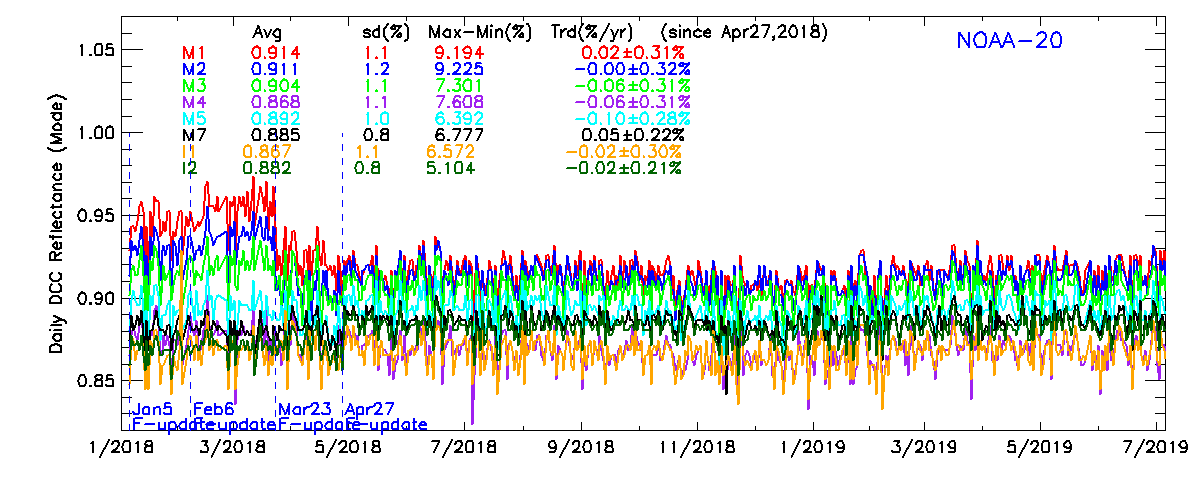 Avg sd(%) Max-Min(%) Trd(%/yr) (since Apr27,2018)
NOAA-20
M1 0.914 1.1 9.194 0.02±0.31%
M2 0.911 1.2 9.225 -0.00±0.32%
M3 0.904 1.1 7.301 -0.06±0.31%
M4 0.868 1.1 7.608 -0.06±0.31%
M5 0.892 1.0 6.392 -0.10±0.28%
M7 0.885 0.8 6.777 0.05±0.22%
I1 0.867 1.1 6.572 -0.02±0.30%
I2 0.882 0.8 5.104 -0.02±0.21%
Daily DCC Reflectance (Mode)
1.05
1.00
0.95
0.90
0.85
Jan5 Feb6 Mar23 Apr27
F-update F-update F-update F-update
1/2018 3/2018 5/2018 7/2018 9/2018 11/2018 1/2019 3/2019 5/2019 7/2019